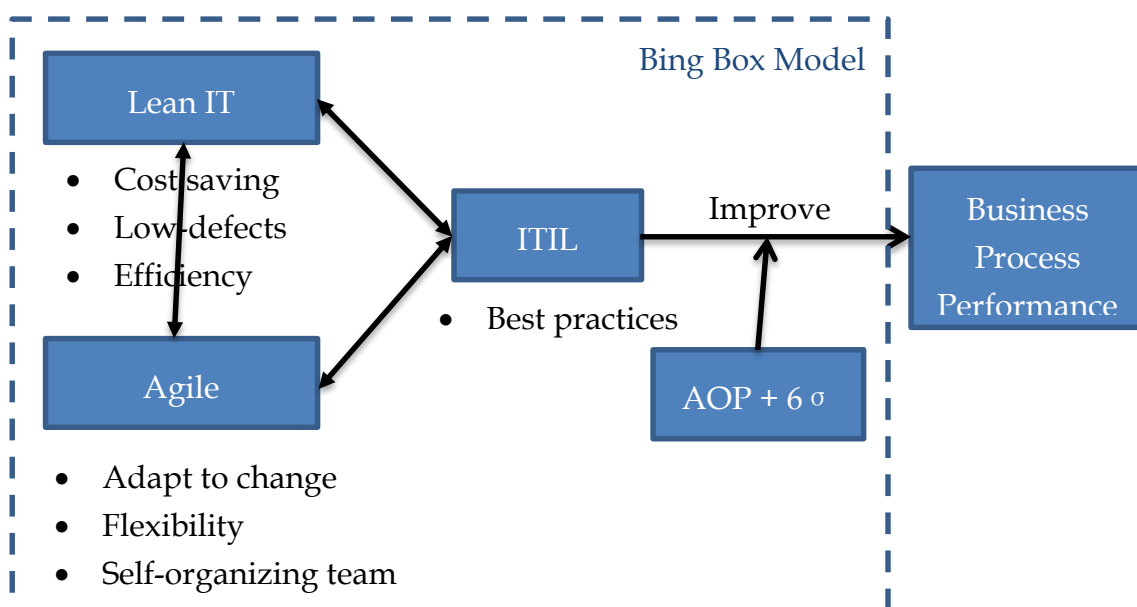 Bing Box Model
Lean IT
• Cost saving
• Low-defects
• Efficiency
ITIL
• Best practices
Improve
Business
Process
Performance
Agile
AOP + 6 σ
• Adapt to change
• Flexibility
• Self-organizing team